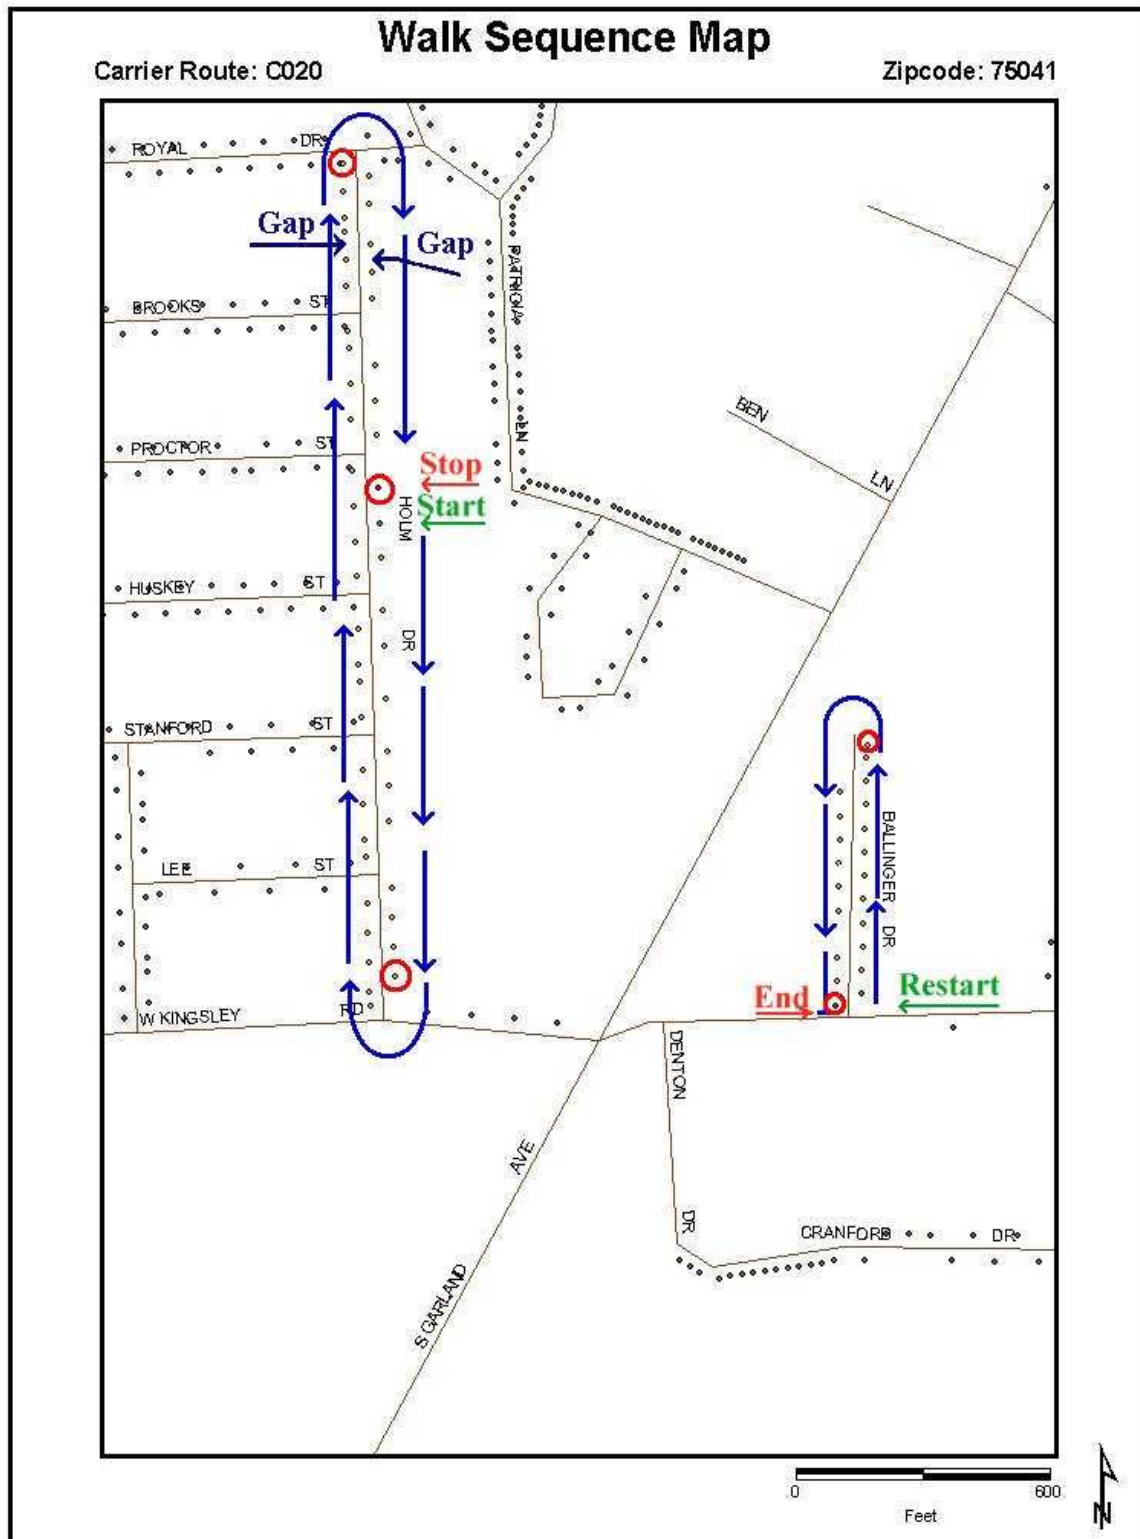 Walk Sequence Map
Carrier Route: C020
Zipcode: 75041
ROYAL DR
Gap
Gap
PATRICIA LN
BROOKS ST
BEN LN
PROCTOR ST
Stop
Start
HOLM DR
HUSKEY ST
STANFORD ST
BALLINGER DR
LEE ST
End
Restart
W KINGSLEY RD
DENTON DR
S GARLAND AVE
CRANFORD DR
0
600
Feet
N